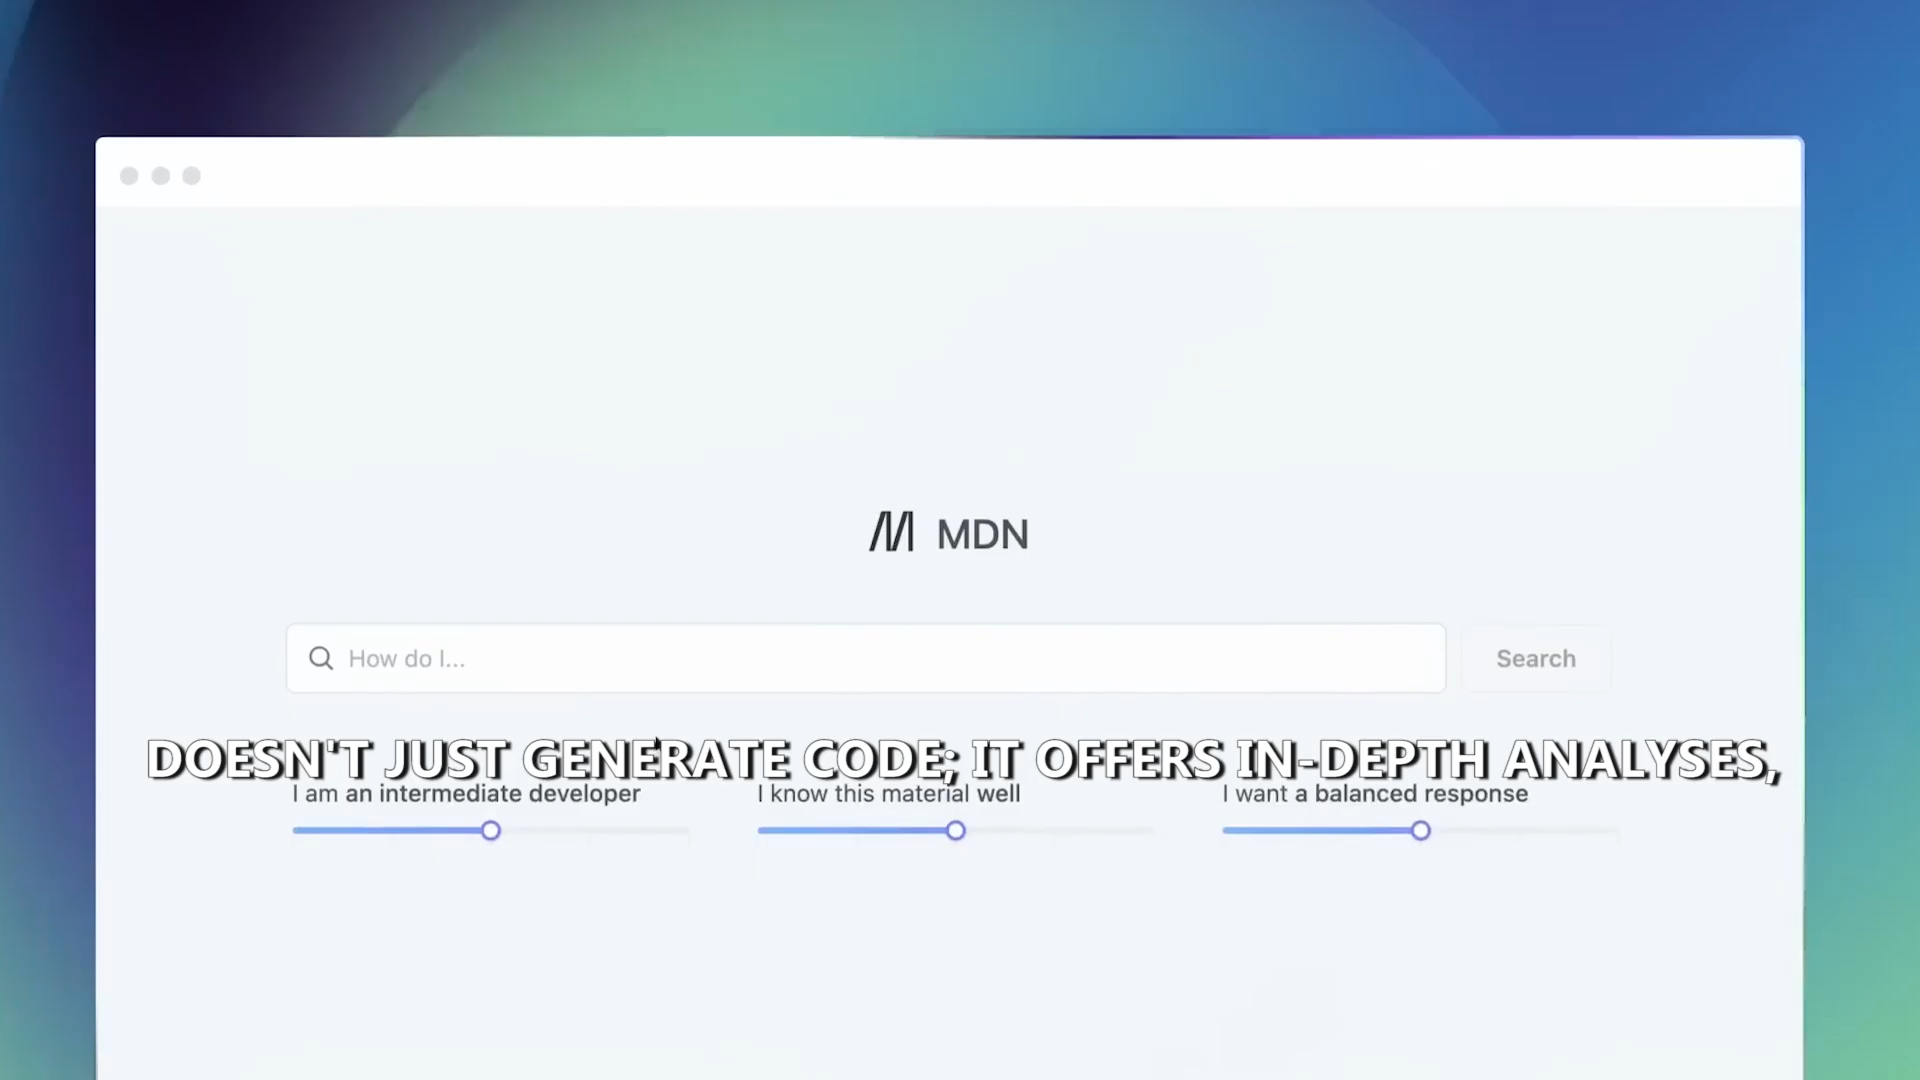 MDN
How do I...
Search
DOESN'T JUST GENERATE CODE; IT OFFERS IN-DEPTH ANALYSES,
I am an intermediate developer
I know this material well
I want a balanced response